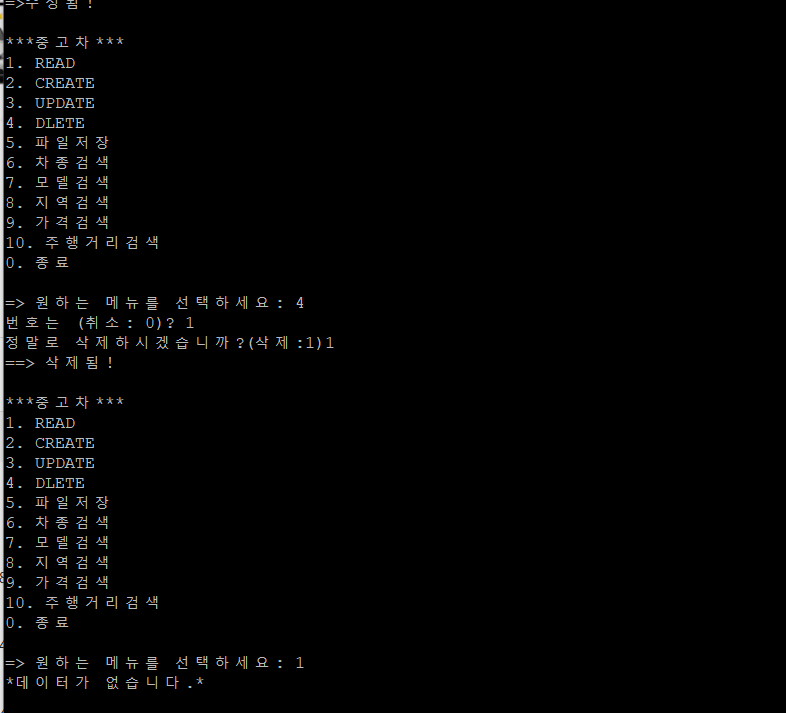 =>수정됨!
***중고차***
1. READ
2. CREATE
3. UPDATE
4. DLETE
5. 파일저장
6. 차종검색
7. 모델검색
8. 지역검색
9. 가격검색
10. 주행거리검색
0. 종료
=> 원하는 메뉴를 선택하세요: 4
번호는 (취소: 0)? 1
정말로 삭제하시겠습니까?(삭제:1)1
==> 삭제됨!
***중고차***
1. READ
2. CREATE
3. UPDATE
4. DLETE
5. 파일저장
6. 차종검색
7. 모델검색
8. 지역검색
9. 가격검색
10. 주행거리검색
0. 종료
=> 원하는 메뉴를 선택하세요: 1
*데이터가 없습니다.*